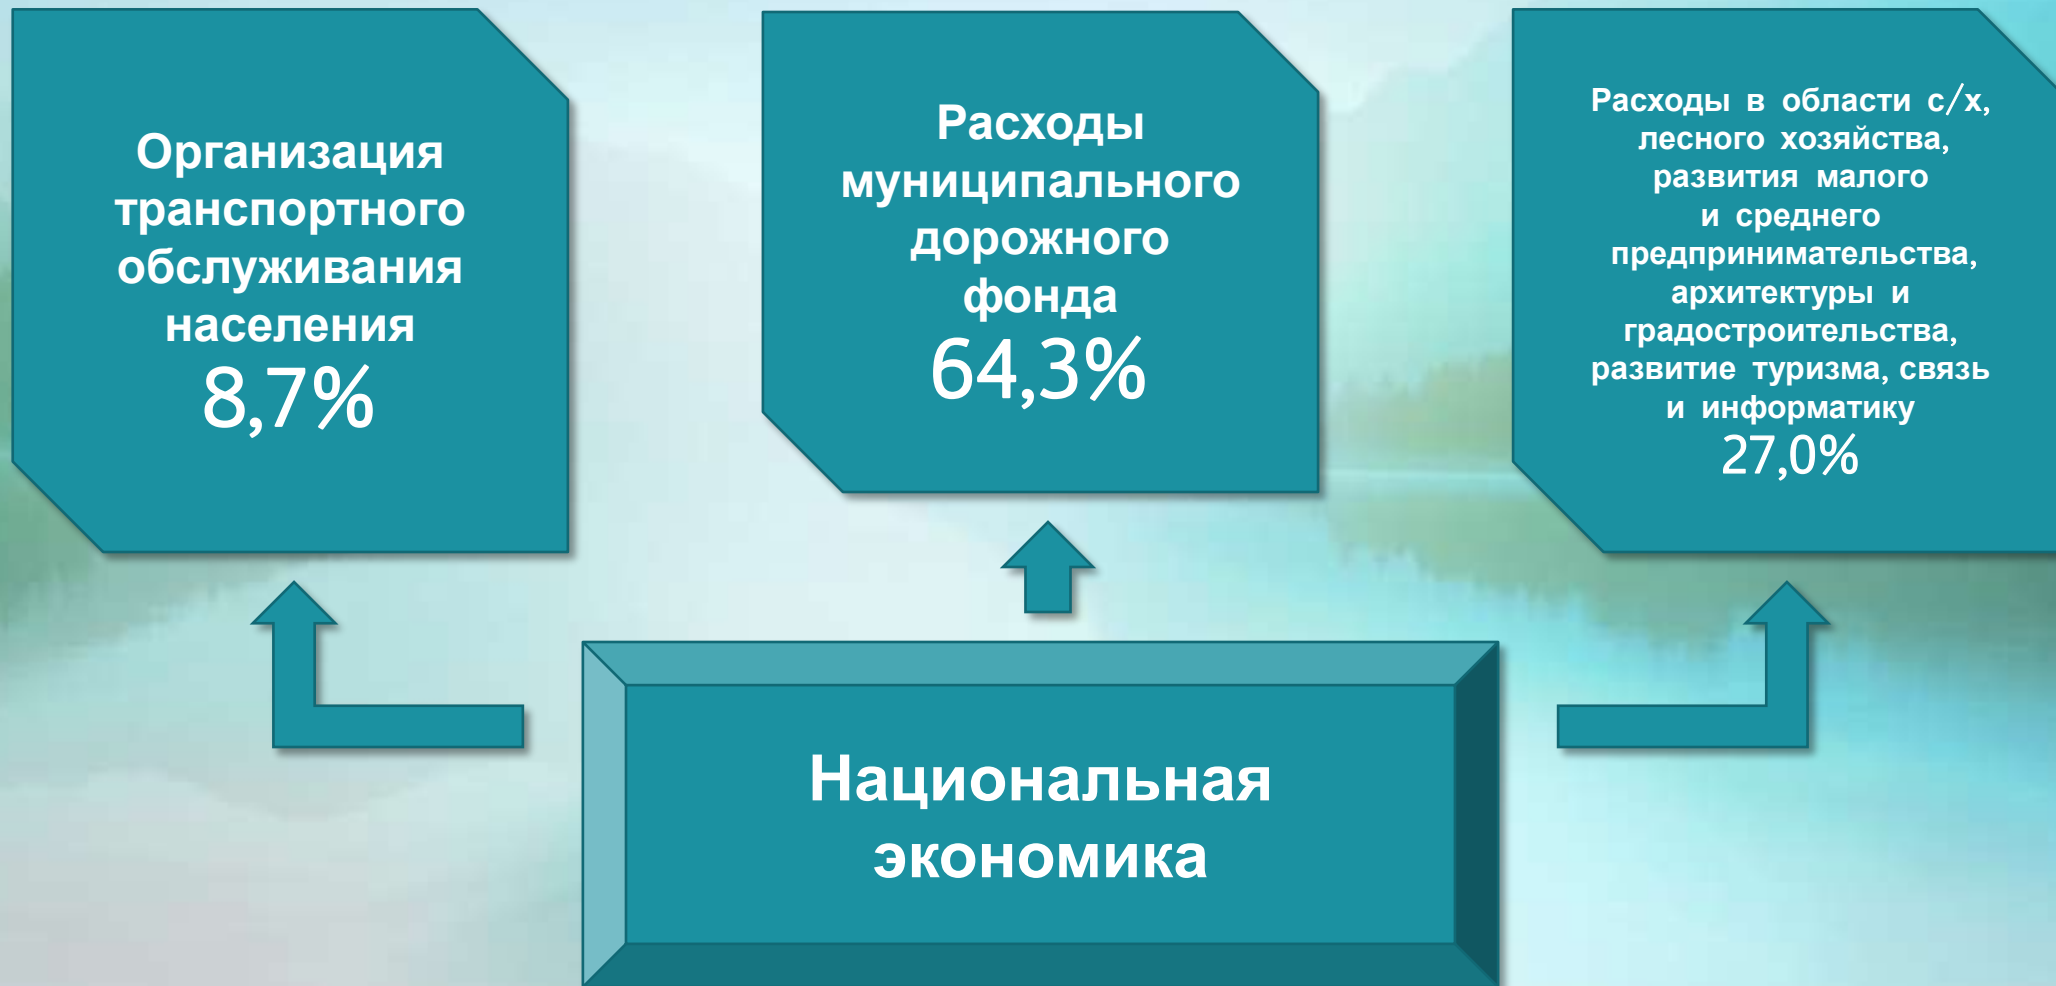 Организация
транспортного
обслуживания
населения
8,7%
Расходы
муниципального
дорожного
фонда
64,3%
Расходы в области с/х,
лесного хозяйства,
развития малого
и среднего
предпринимательства,
архитектуры и
градостроительства,
развитие туризма, связь
и информатику
27,0%
Национальная
экономика